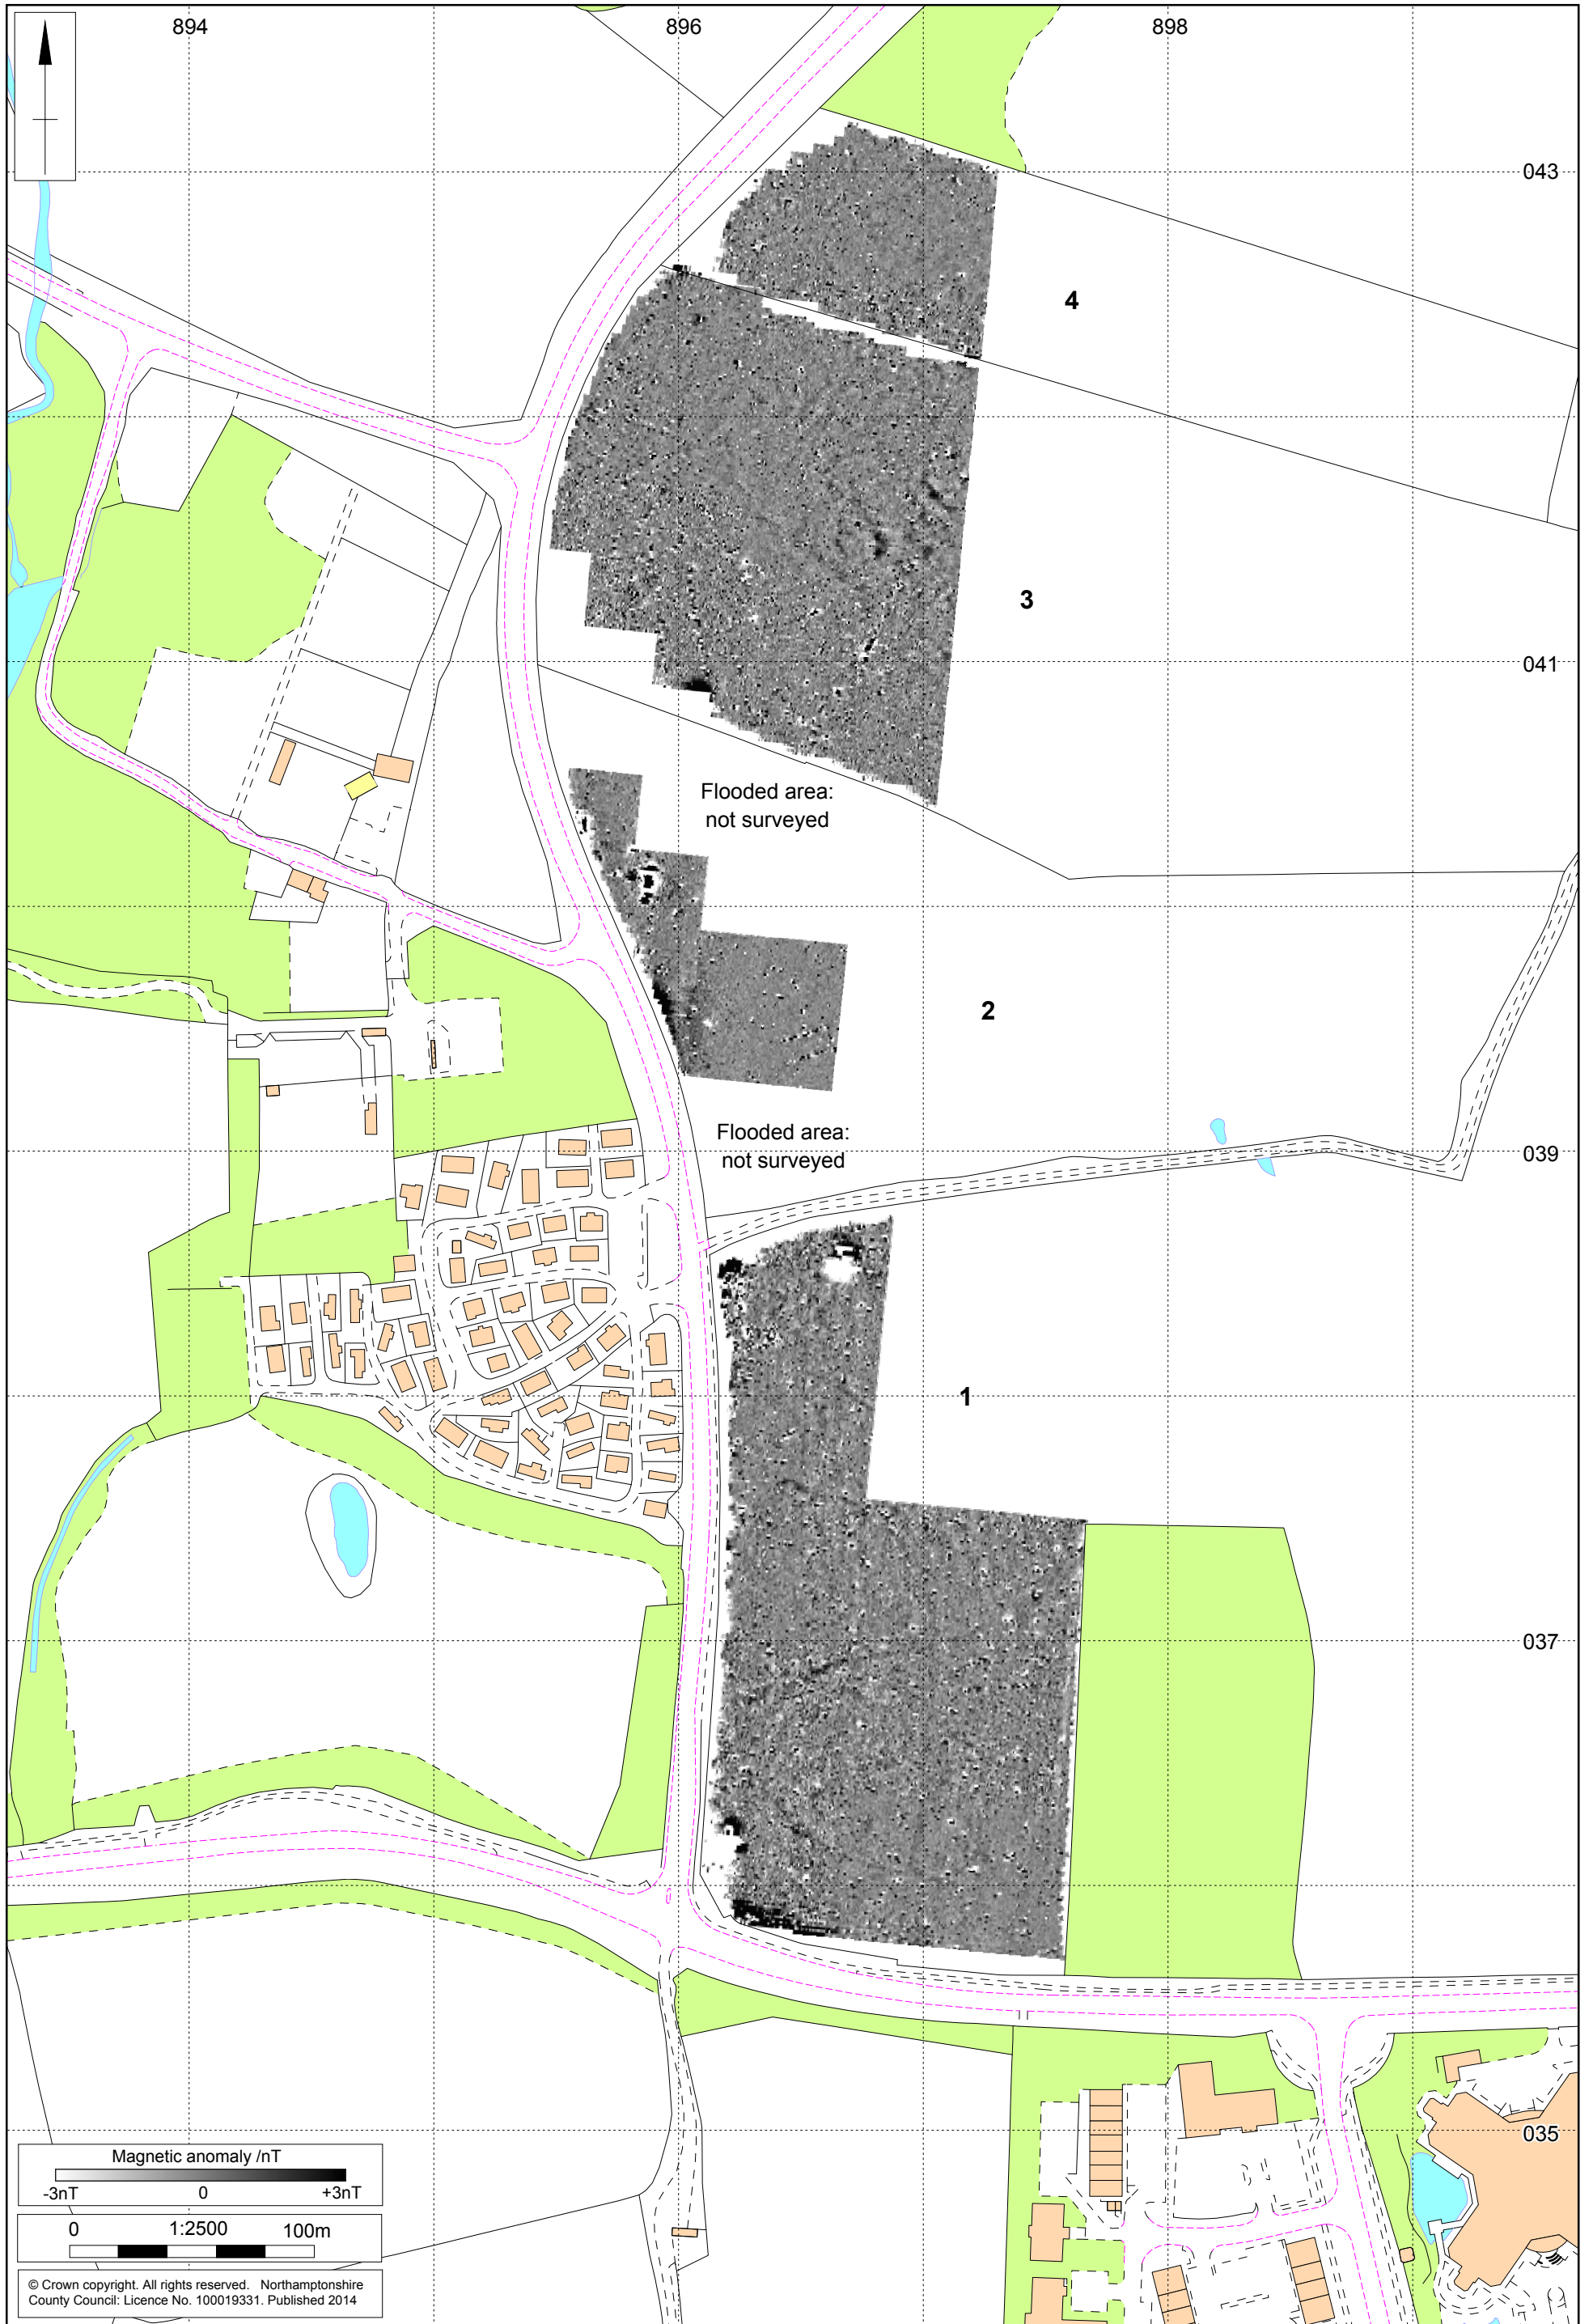 894
896
898
043
4
3
041
Flooded area:
not surveyed
2
Flooded area:
not surveyed
039
1
037
035
Magnetic anomaly /nT
-3nT 0 +3nT
0 1:2500 100m
© Crown copyright. All rights reserved. Northamptonshire
County Council: Licence No. 100019331. Published 2014